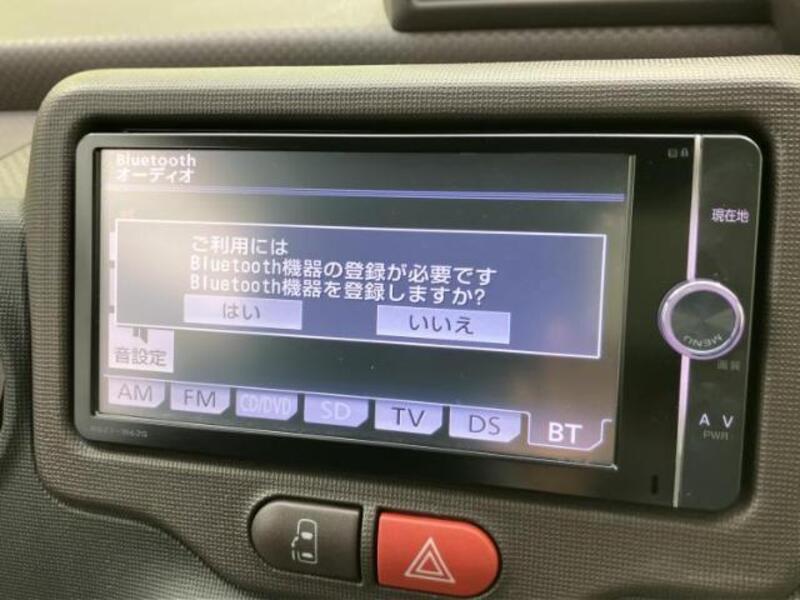 Bluetooth
オーディオ
ご利用には
Bluetooth機器の登録が必要です
Bluetooth機器を登録しますか?
はい
いいえ
音設定
AM
FM
CD/DVD
SD
TV
DS
BT
現在地
MENU
画質
A V
PWR